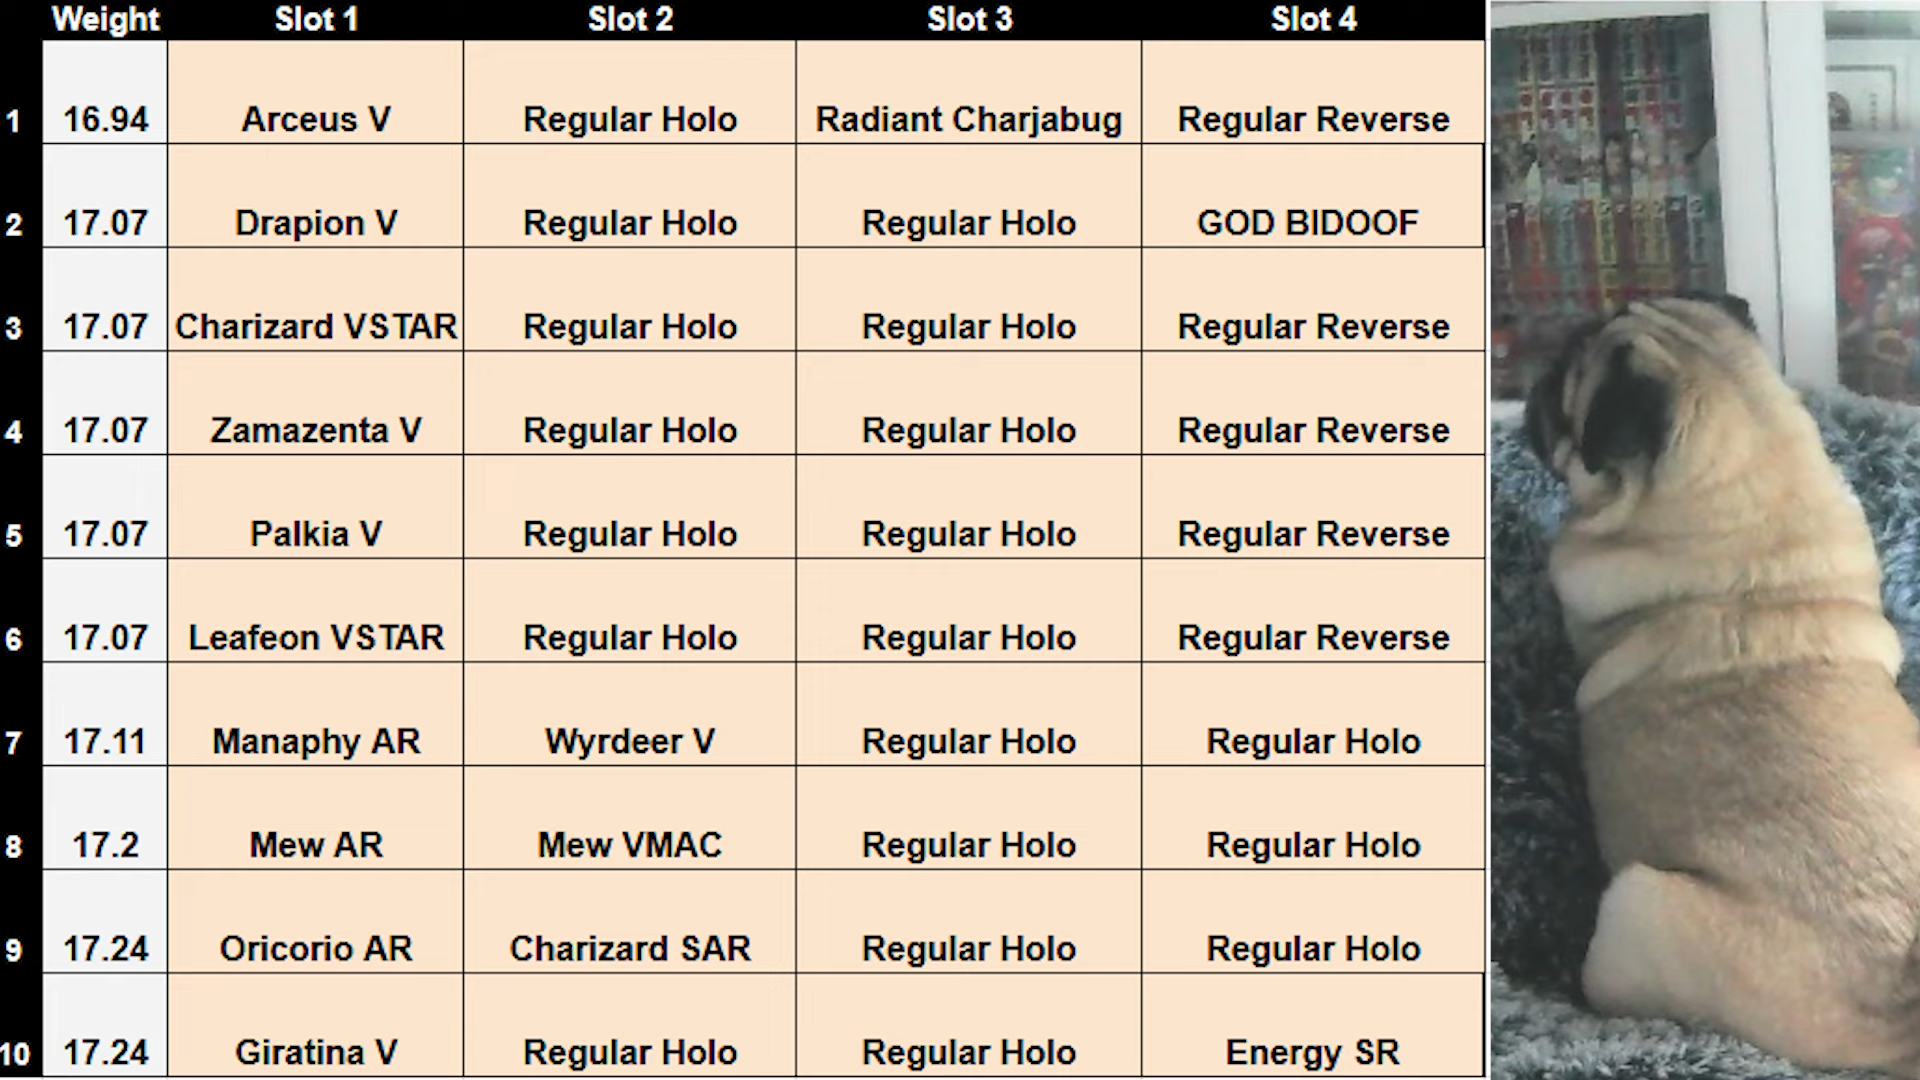 Weight Slot 1 Slot 2 Slot 3 Slot 4
1 16.94 Arceus V Regular Holo Radiant Charjabug Regular Reverse
2 17.07 Drapion V Regular Holo Regular Holo GOD BIDOOF
3 17.07 Charizard VSTAR Regular Holo Regular Holo Regular Reverse
4 17.07 Zamazenta V Regular Holo Regular Holo Regular Reverse
5 17.07 Palkia V Regular Holo Regular Holo Regular Reverse
6 17.07 Leafeon VSTAR Regular Holo Regular Holo Regular Reverse
7 17.11 Manaphy AR Wyrdeer V Regular Holo Regular Holo
8 17.2 Mew AR Mew VMAC Regular Holo Regular Holo
9 17.24 Oricorio AR Charizard SAR Regular Holo Regular Holo
10 17.24 Giratina V Regular Holo Regular Holo Energy SR